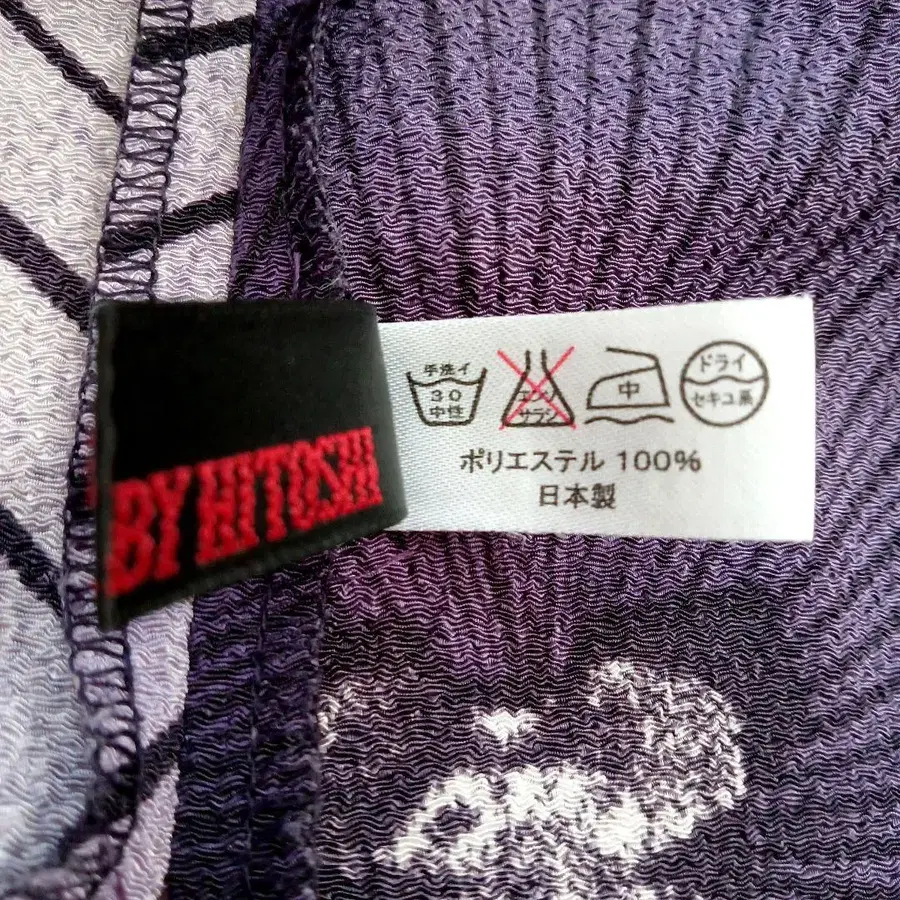 BY HITOSHI
手洗イ
30
中性
エンソ
サラシ
中
ドライ
セキユ系
ポリエステル 100%
日本製